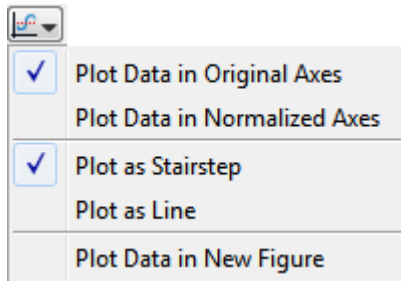 Plot Data in Original Axes
Plot Data in Normalized Axes
Plot as Stairstep
Plot as Line
Plot Data in New Figure